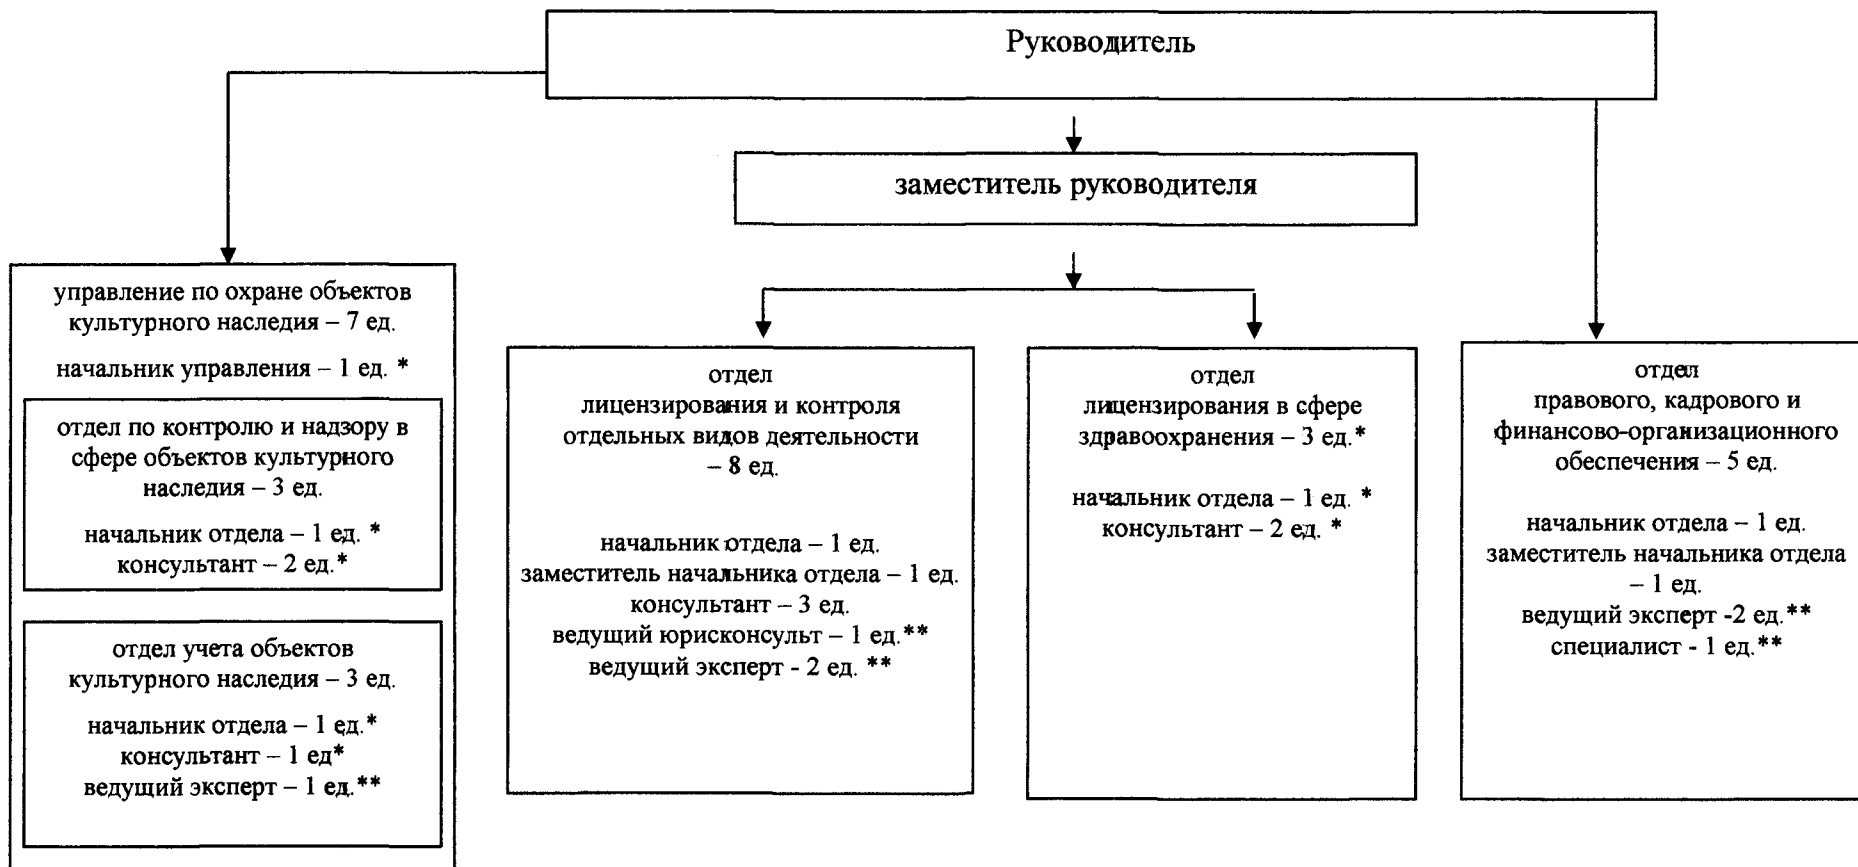 Руководитель
заместитель руководителя
управление по охране объектов
культурного наследия – 7 ед.
начальник управления – 1 ед. *
отдел по контролю и надзору в
сфере объектов культурного
наследия – 3 ед.
начальник отдела – 1 ед. *
консультант – 2 ед.*
отдел учета объектов
культурного наследия – 3 ед.
начальник отдела – 1 ед.*
консультант – 1 ед*
ведущий эксперт – 1 ед.**
отдел
лицензирования и контроля
отдельных видов деятельности
– 8 ед.
начальник отдела – 1 ед.
заместитель начальника отдела – 1 ед.
консультант – 3 ед.
ведущий юрисконсульт – 1 ед.**
ведущий эксперт - 2 ед. **
отдел
лицензирования в сфере
здравоохранения – 3 ед.*
начальник отдела – 1 ед. *
консультант – 2 ед. *
отдел
правового, кадрового и
финансово-организационного
обеспечения – 5 ед.
начальник отдела – 1 ед.
заместитель начальника отдела
– 1 ед.
ведущий эксперт -2 ед.**
специалист - 1 ед.**